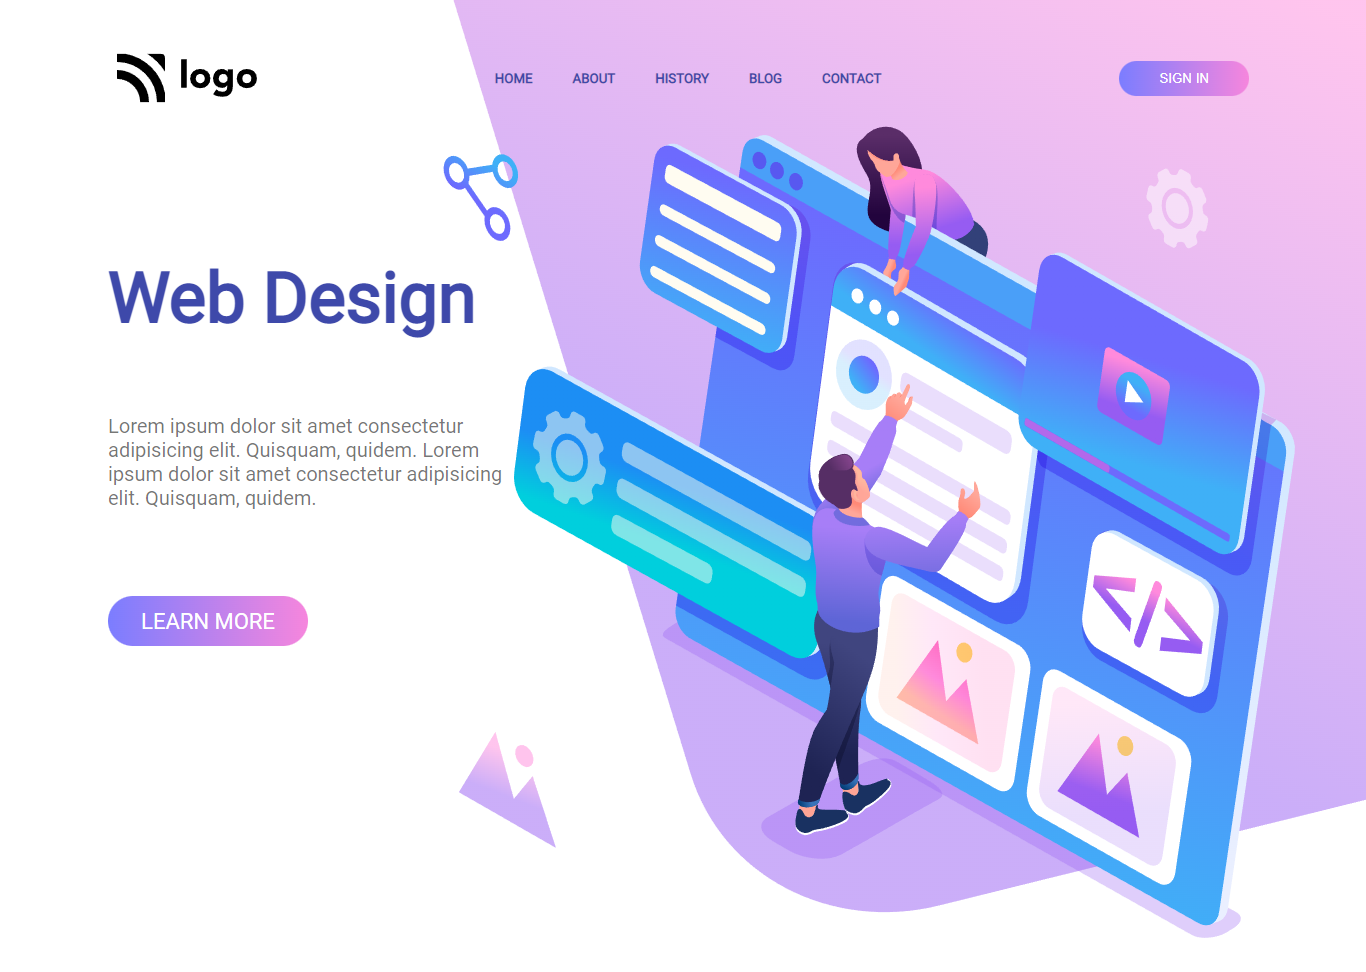 logo
HOME ABOUT HISTORY BLOG CONTACT SIGN IN
Web Design
Lorem ipsum dolor sit amet consectetur
adipisicing elit. Quisquam, quidem. Lorem
ipsum dolor sit amet consectetur adipisicing
elit. Quisquam, quidem.
LEARN MORE
</>